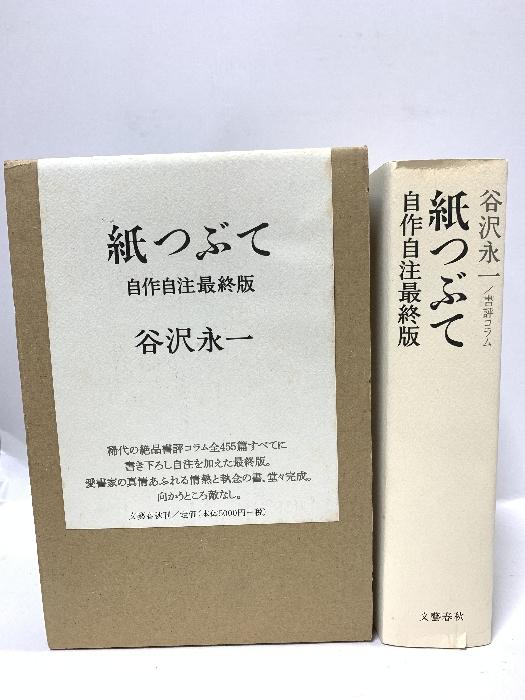 紙つぶて
自作自注最終版
谷沢永一
稀代の絶品書評コラム全455篇すべてに
書き下ろし自注を加えた最終版。
愛書家の真情あふれる情熱と執念の書、堂々完成。
向かうところ敵なし。
文藝春秋刊/定価(本体5000円+税)
谷沢永一/書評コラム
紙つぶて
自作自注最終版
文藝春秋